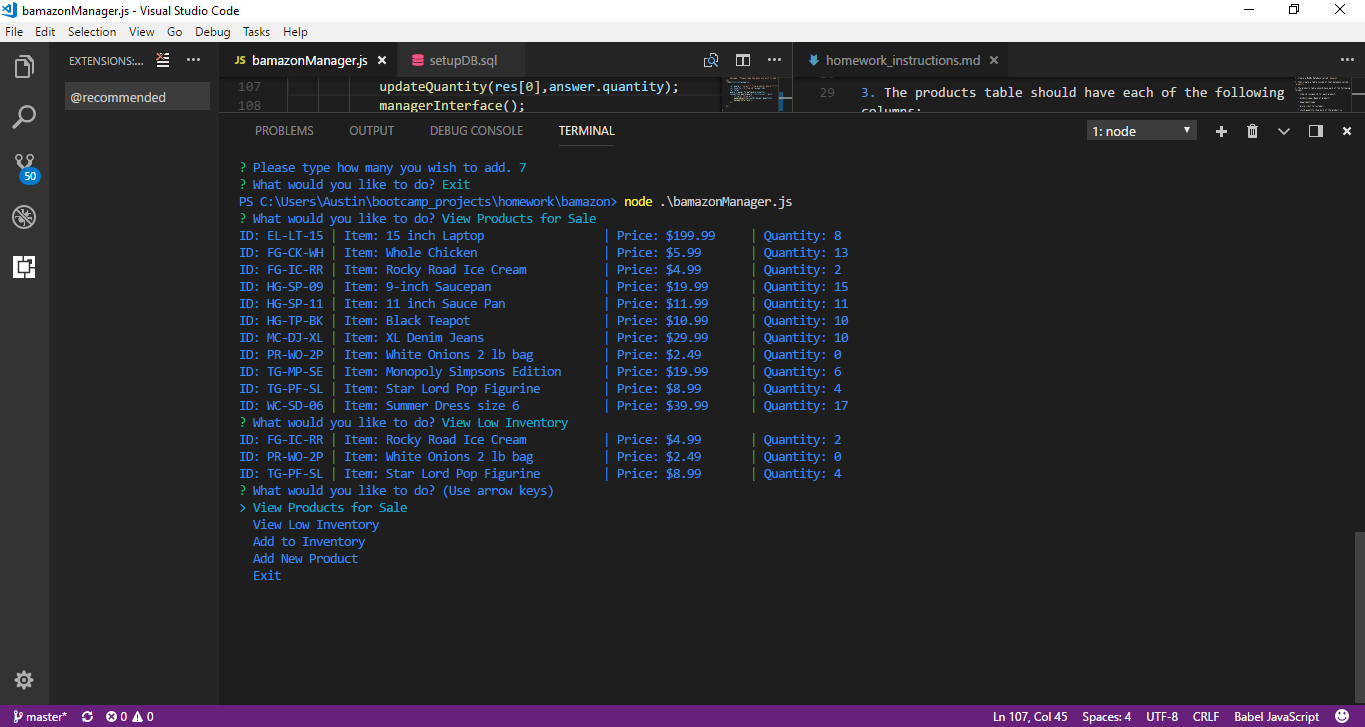 bamazonManager.js - Visual Studio Code
File Edit Selection View Go Debug Tasks Help
EXTENSIONS:... JS bamazonManager.js setupDB.sql homework_instructions.md
@recommended
107 updateQuantity(res[0],answer.quantity);
108 managerInterface();
29 3. The products table should have each of the following
columns:
PROBLEMS OUTPUT DEBUG CONSOLE TERMINAL 1: node
? Please type how many you wish to add. 7
? What would you like to do? Exit
PS C:\Users\Austin\bootcamp_projects\homework\bamazon> node .\bamazonManager.js
? What would you like to do? View Products for Sale
ID: EL-LT-15 | Item: 15 inch Laptop | Price: $199.99 | Quantity: 8
ID: FG-CK-WH | Item: Whole Chicken | Price: $5.99 | Quantity: 13
ID: FG-IC-RR | Item: Rocky Road Ice Cream | Price: $4.99 | Quantity: 2
ID: HG-SP-09 | Item: 9-inch Saucepan | Price: $19.99 | Quantity: 15
ID: HG-SP-11 | Item: 11 inch Sauce Pan | Price: $11.99 | Quantity: 11
ID: HG-TP-BK | Item: Black Teapot | Price: $10.99 | Quantity: 10
ID: MC-DJ-XL | Item: XL Denim Jeans | Price: $29.99 | Quantity: 10
ID: PR-WO-2P | Item: White Onions 2 lb bag | Price: $2.49 | Quantity: 0
ID: TG-MP-SE | Item: Monopoly Simpsons Edition | Price: $19.99 | Quantity: 6
ID: TG-PF-SL | Item: Star Lord Pop Figurine | Price: $8.99 | Quantity: 4
ID: WC-SD-06 | Item: Summer Dress size 6 | Price: $39.99 | Quantity: 17
? What would you like to do? View Low Inventory
ID: FG-IC-RR | Item: Rocky Road Ice Cream | Price: $4.99 | Quantity: 2
ID: PR-WO-2P | Item: White Onions 2 lb bag | Price: $2.49 | Quantity: 0
ID: TG-PF-SL | Item: Star Lord Pop Figurine | Price: $8.99 | Quantity: 4
? What would you like to do? (Use arrow keys)
> View Products for Sale
View Low Inventory
Add to Inventory
Add New Product
Exit
50
master* 0 0 Ln 107, Col 45 Spaces: 4 UTF-8 CRLF Babel JavaScript